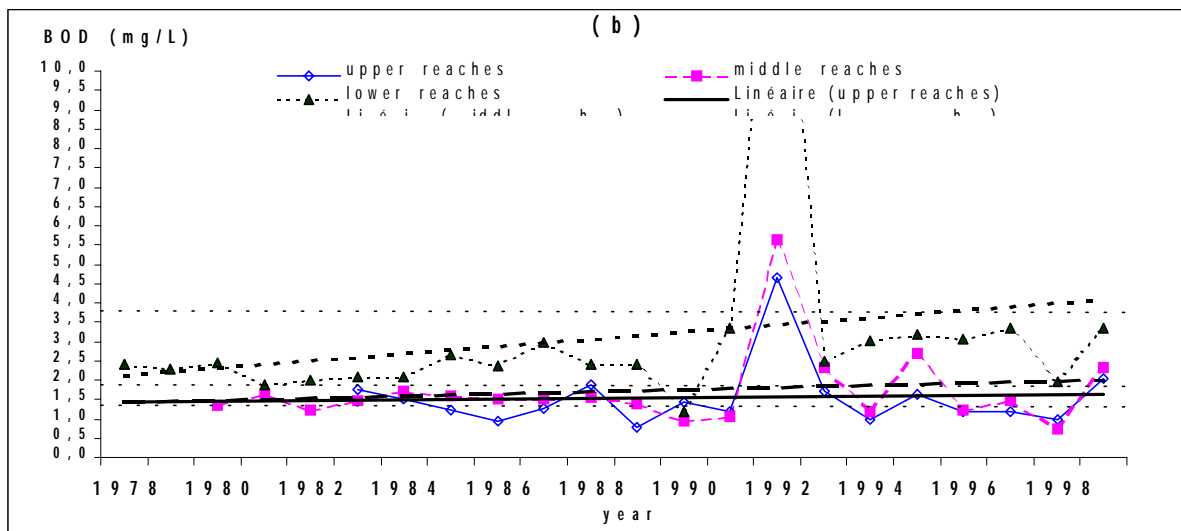 (b)
BOD (mg/L)
upper reaches
middle reaches
lower reaches
Linéaire (upper reaches)
10,0
9,5
9,0
8,5
8,0
7,5
7,0
6,5
6,0
5,5
5,0
4,5
4,0
3,5
3,0
2,5
2,0
1,5
1,0
0,5
0,0
1978 1980 1982 1984 1986 1988 1990 1992 1994 1996 1998
year